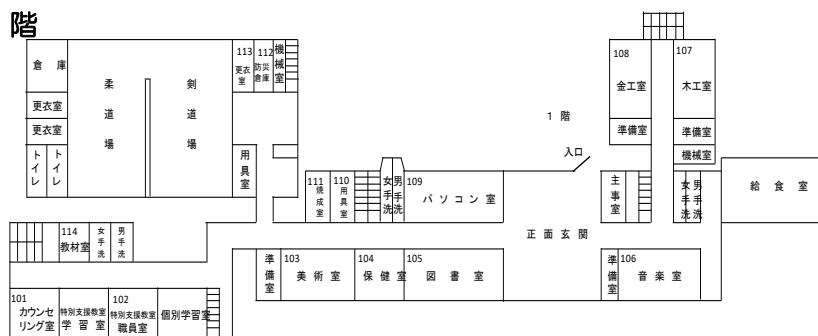 階
倉 庫
更衣室
更衣室
トイレ
トイレ
柔道場
剣道場
113
更衣室
112
防災倉庫
機械室
用具室
108
金工室
準備室
107
木工室
準備室
機械室
1 階
入口
111
焼成室
110
用具室
女手洗
男手洗
109
パソコン室
主事室
女手洗
男手洗
給食室
正面玄関
114
教材室
女手洗
男手洗
準備室
103
美術室
104
保健室
105
図書室
準備室
106
音楽室
101
カウンセ
リング室
特別支援教室
学習室
102
特別支援教室
職員室
個別学習室